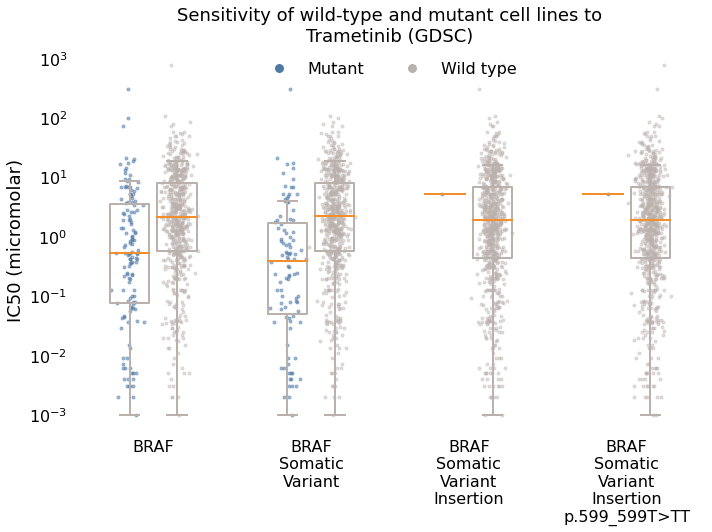 Sensitivity of wild-type and mutant cell lines to
Trametinib (GDSC)
Mutant
Wild type
IC50 (micromolar)
10³
10²
10¹
10⁰
10⁻¹
10⁻²
10⁻³
BRAF
BRAF
Somatic
Variant
BRAF
Somatic
Variant
Insertion
BRAF
Somatic
Variant
Insertion
p.599_599T>TT